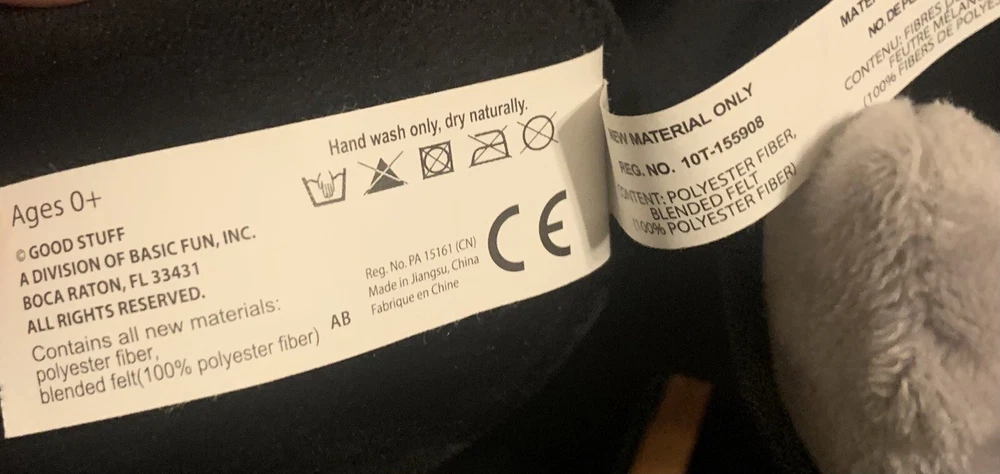 Ages 0+
© GOOD STUFF
A DIVISION OF BASIC FUN, INC.
BOCA RATON, FL 33431
ALL RIGHTS RESERVED.
Contains all new materials:
polyester fiber,
blended felt(100% polyester fiber)
AB
Hand wash only, dry naturally.
Reg. No. PA 15161 (CN)
Made in Jiangsu, China
Fabrique en Chine
CE
NEW MATERIAL ONLY
REG. NO. 10T-155908
CONTENT: POLYESTER FIBER,
BLENDED FELT
(100% POLYESTER FIBER)
NO. DE
CONTENU: FIBRES
FEUTRE
(100% FIBERS DE